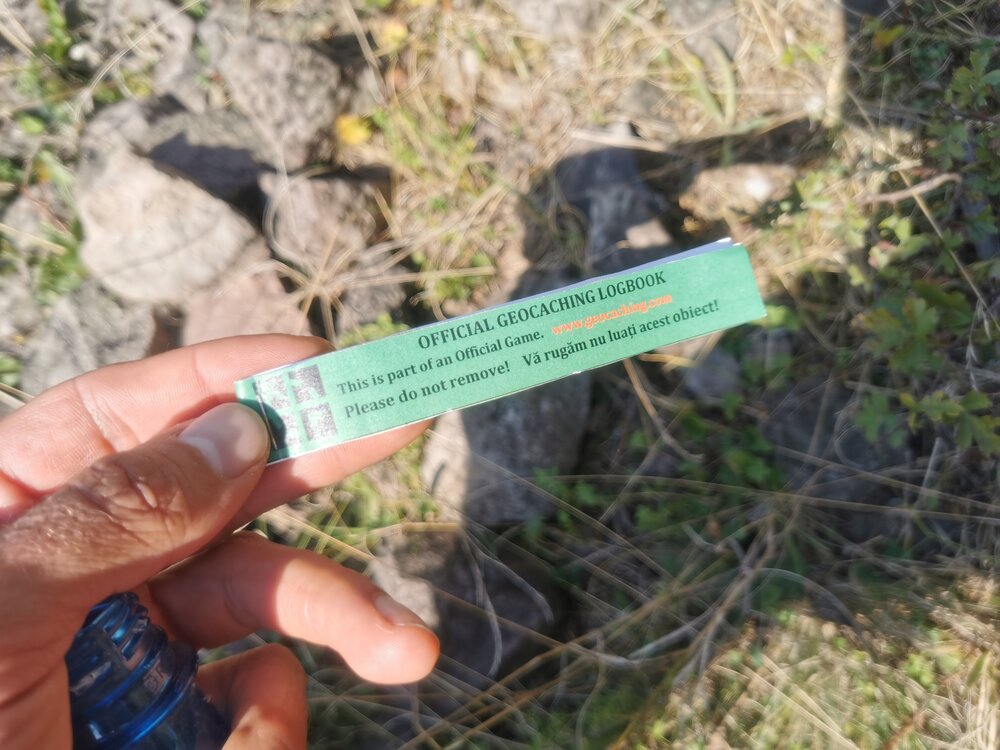 OFFICIAL GEOCACHING LOGBOOK
This is part of an Official Game. www.geocaching.com
Please do not remove! Vă rugăm nu luați acest obiect!